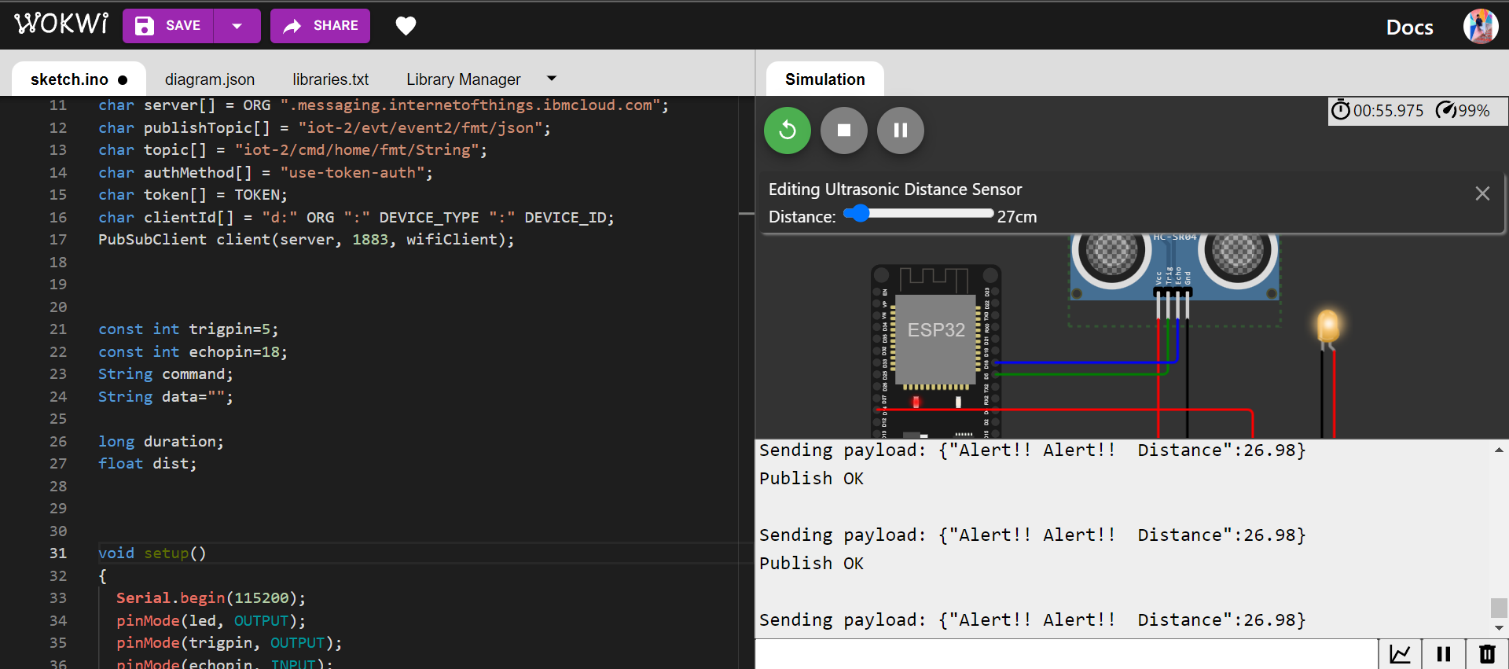 WOKWi SAVE SHARE Docs
sketch.ino ● diagram.json libraries.txt Library Manager
11 char server[] = ORG ".messaging.internetofthings.ibmcloud.com";
12 char publishTopic[] = "iot-2/evt/event2/fmt/json";
13 char topic[] = "iot-2/cmd/home/fmt/String";
14 char authMethod[] = "use-token-auth";
15 char token[] = TOKEN;
16 char clientId[] = "d:" ORG ":" DEVICE_TYPE ":" DEVICE_ID;
17 PubSubClient client(server, 1883, wifiClient);
18
19
20
21 const int trigpin=5;
22 const int echopin=18;
23 String command;
24 String data="";
25
26 long duration;
27 float dist;
28
29
30
31 void setup()
32 {
33 Serial.begin(115200);
34 pinMode(led, OUTPUT);
35 pinMode(trigpin, OUTPUT);
36 pinMode(echopin, INPUT);
Simulation
00:55.975 99%
Editing Ultrasonic Distance Sensor
Distance: 27cm
HC-SR04
Vcc
Trig
Echo
Gnd
ESP32
Sending payload: {"Alert!! Alert!!  Distance":26.98}
Publish OK
Sending payload: {"Alert!! Alert!!  Distance":26.98}
Publish OK
Sending payload: {"Alert!! Alert!!  Distance":26.98}